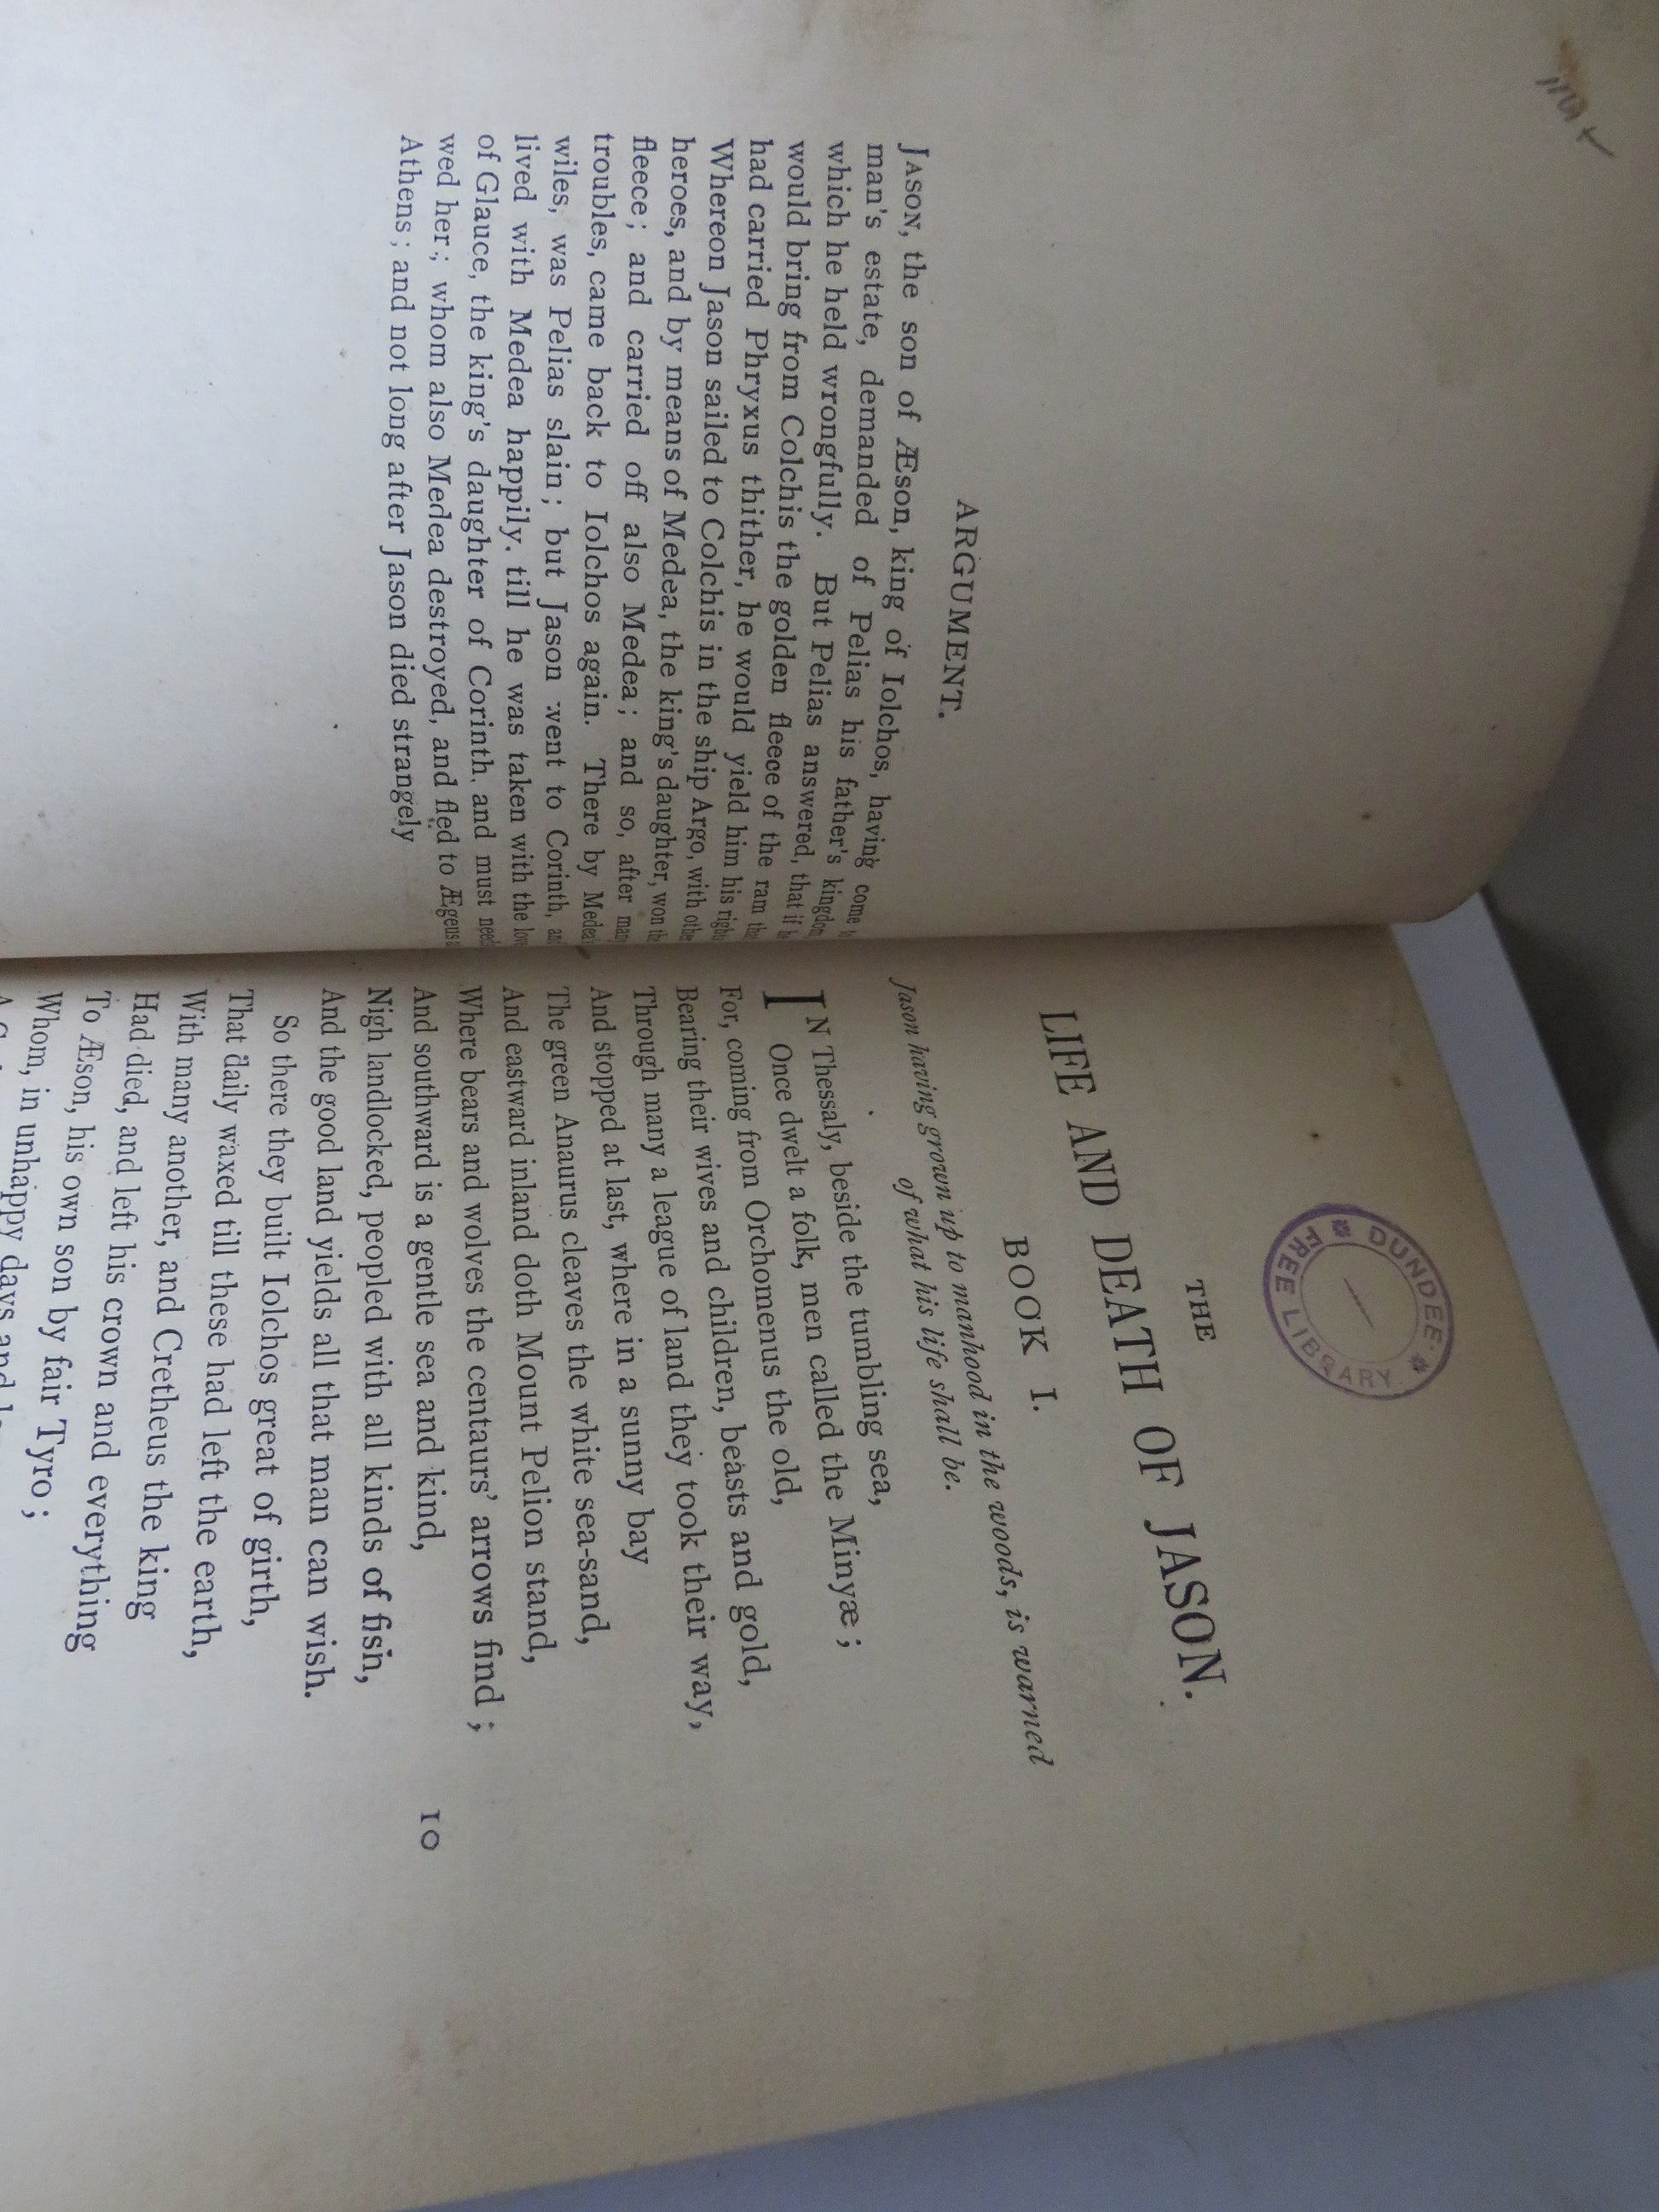 ARGUMENT.
JASON, the son of Æson, king of Iolchos, having come
man's estate, demanded of Pelias his father's kingdom
which he held wrongfully. But Pelias answered, that if
would bring from Colchis the golden fleece of the ram
had carried Phryxus thither, he would yield him his
Whereon Jason sailed to Colchis in the ship Argo, with
heroes, and by means of Medea, the king's daughter, won
fleece; and carried off also Medea; and so, after
troubles, came back to Iolchos again. There by
wiles, was Pelias slain; but Jason went to Corinth,
lived with Medea happily. till he was taken with the
of Glauce, the king's daughter of Corinth. and must
wed her; whom also Medea destroyed, and fled to Ægeus
Athens; and not long after Jason died strangely
DUNDEE
FREE LIBRARY
THE
LIFE AND DEATH OF JASON.
BOOK I.
Jason having grown up to manhood in the woods, is warned
of what his life shall be.
IN Thessaly, beside the tumbling sea,
Once dwelt a folk, men called the Minyæ;
For, coming from Orchomenus the old,
Bearing their wives and children, beasts and gold,
Through many a league of land they took their way,
And stopped at last, where in a sunny bay
The green Anaurus cleaves the white sea-sand,
And eastward inland doth Mount Pelion stand,
Where bears and wolves the centaurs' arrows find;
And southward is a gentle sea and kind, 10
Nigh landlocked, peopled with all kinds of fish,
And the good land yields all that man can wish.
So there they built Iolchos great of girth,
That daily waxed till these had left the earth,
With many another, and Cretheus the king
Had died, and left his crown and everything
To Æson, his own son by fair Tyro;
Whom, in unhappy days and